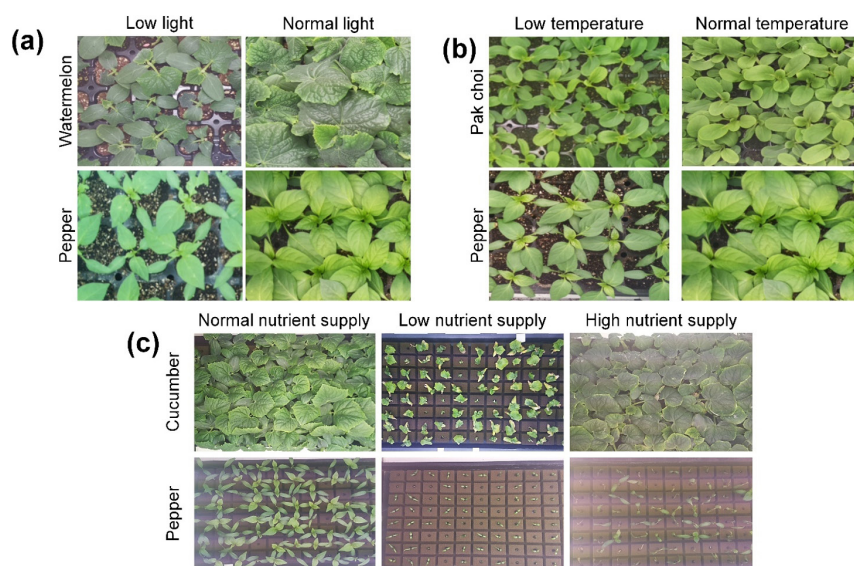 (a)
Low light
Normal light
Watermelon
Pepper
(b)
Low temperature
Normal temperature
Pak choi
Pepper
(c)
Normal nutrient supply
Low nutrient supply
High nutrient supply
Cucumber
Pepper